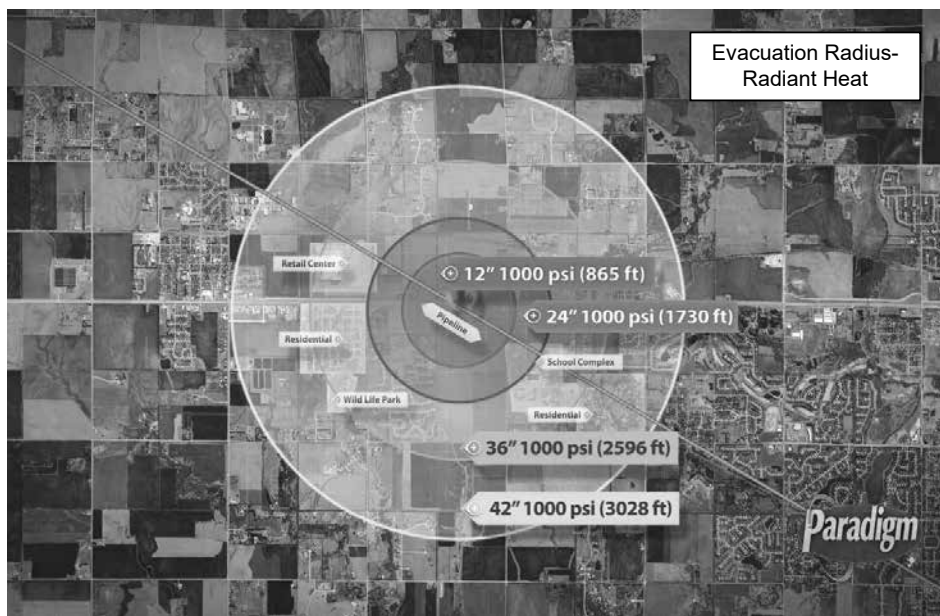 Evacuation Radius-
Radiant Heat
Retail Center
12" 1000 psi (865 ft)
24" 1000 psi (1730 ft)
Pipeline
Residential
School Complex
Wild Life Park
Residential
36" 1000 psi (2596 ft)
42" 1000 psi (3028 ft)
Paradigm